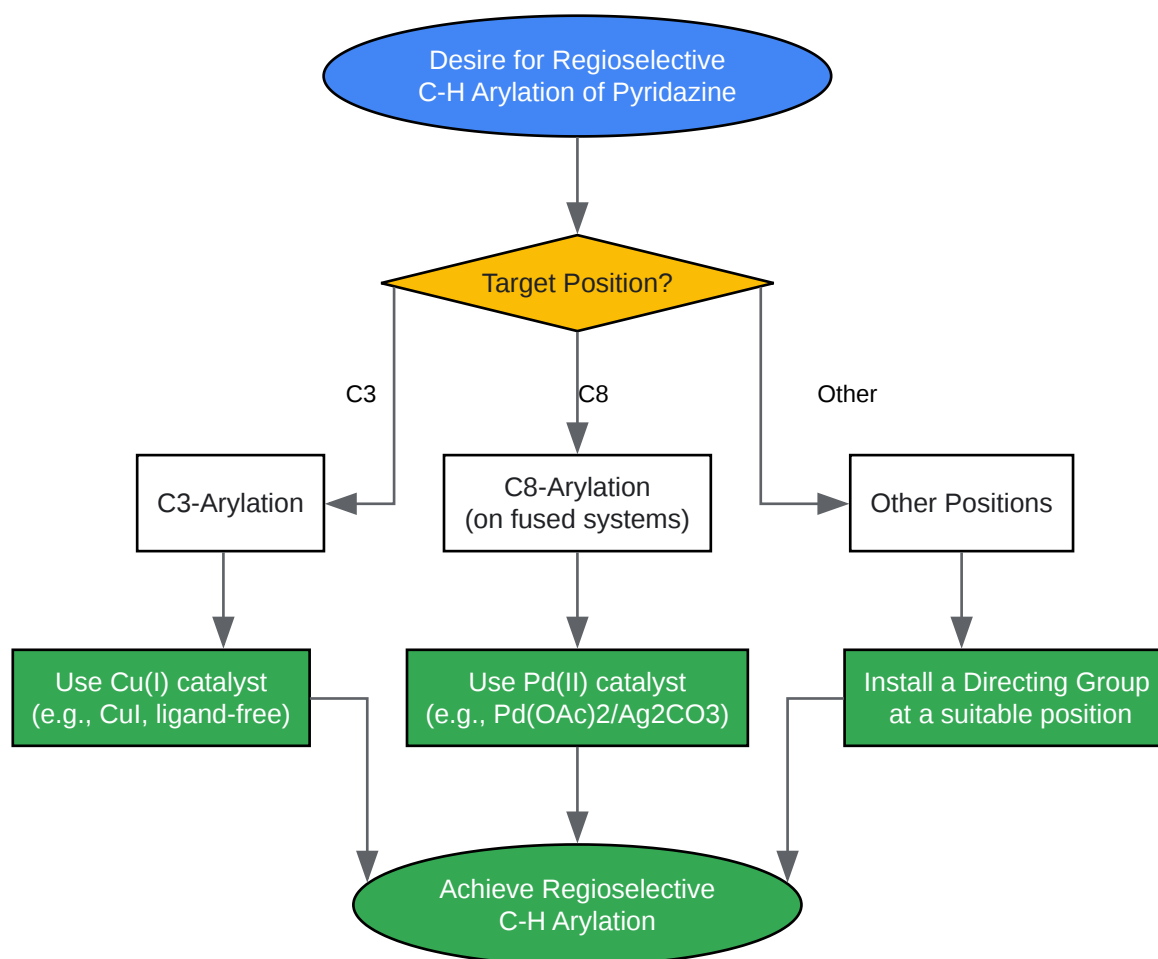 Desire for Regioselective
C-H Arylation of Pyridazine
Target Position?
C3
C8
Other
C3-Arylation
C8-Arylation
(on fused systems)
Other Positions
Use Cu(I) catalyst
(e.g., CuI, ligand-free)
Use Pd(II) catalyst
(e.g., Pd(OAc)2/Ag2CO3)
Install a Directing Group
at a suitable position
Achieve Regioselective
C-H Arylation